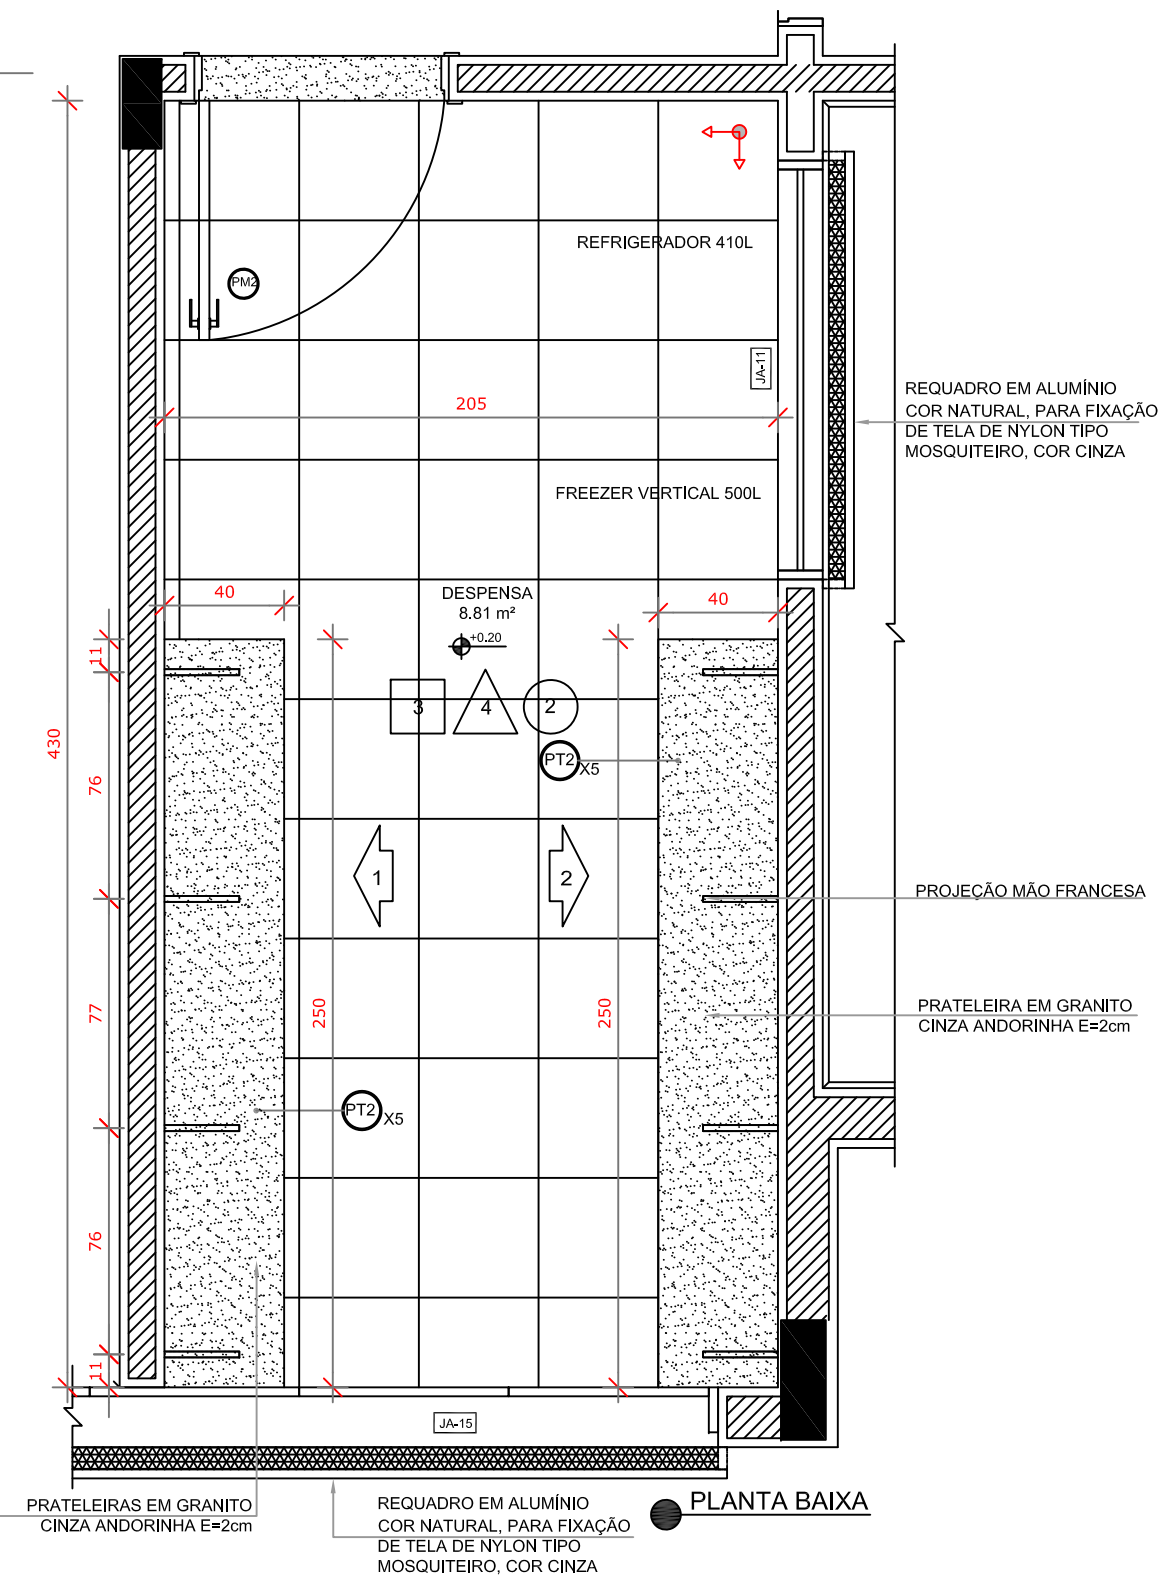 REFRIGERADOR 410L
PM2
JA-11
205
REQUADRO EM ALUMÍNIO
COR NATURAL, PARA FIXAÇÃO
DE TELA DE NYLON TIPO
MOSQUITEIRO, COR CINZA
FREEZER VERTICAL 500L
40
DESPENSA
8.81 m²
40
+0.20
11
3
4
2
430
PT2
X5
76
1
2
PROJEÇÃO MÃO FRANCESA
77
250
250
PRATELEIRA EM GRANITO
CINZA ANDORINHA E=2cm
PT2
X5
76
11
JA-15
PRATELEIRAS EM GRANITO
CINZA ANDORINHA E=2cm
REQUADRO EM ALUMÍNIO
COR NATURAL, PARA FIXAÇÃO
DE TELA DE NYLON TIPO
MOSQUITEIRO, COR CINZA
PLANTA BAIXA